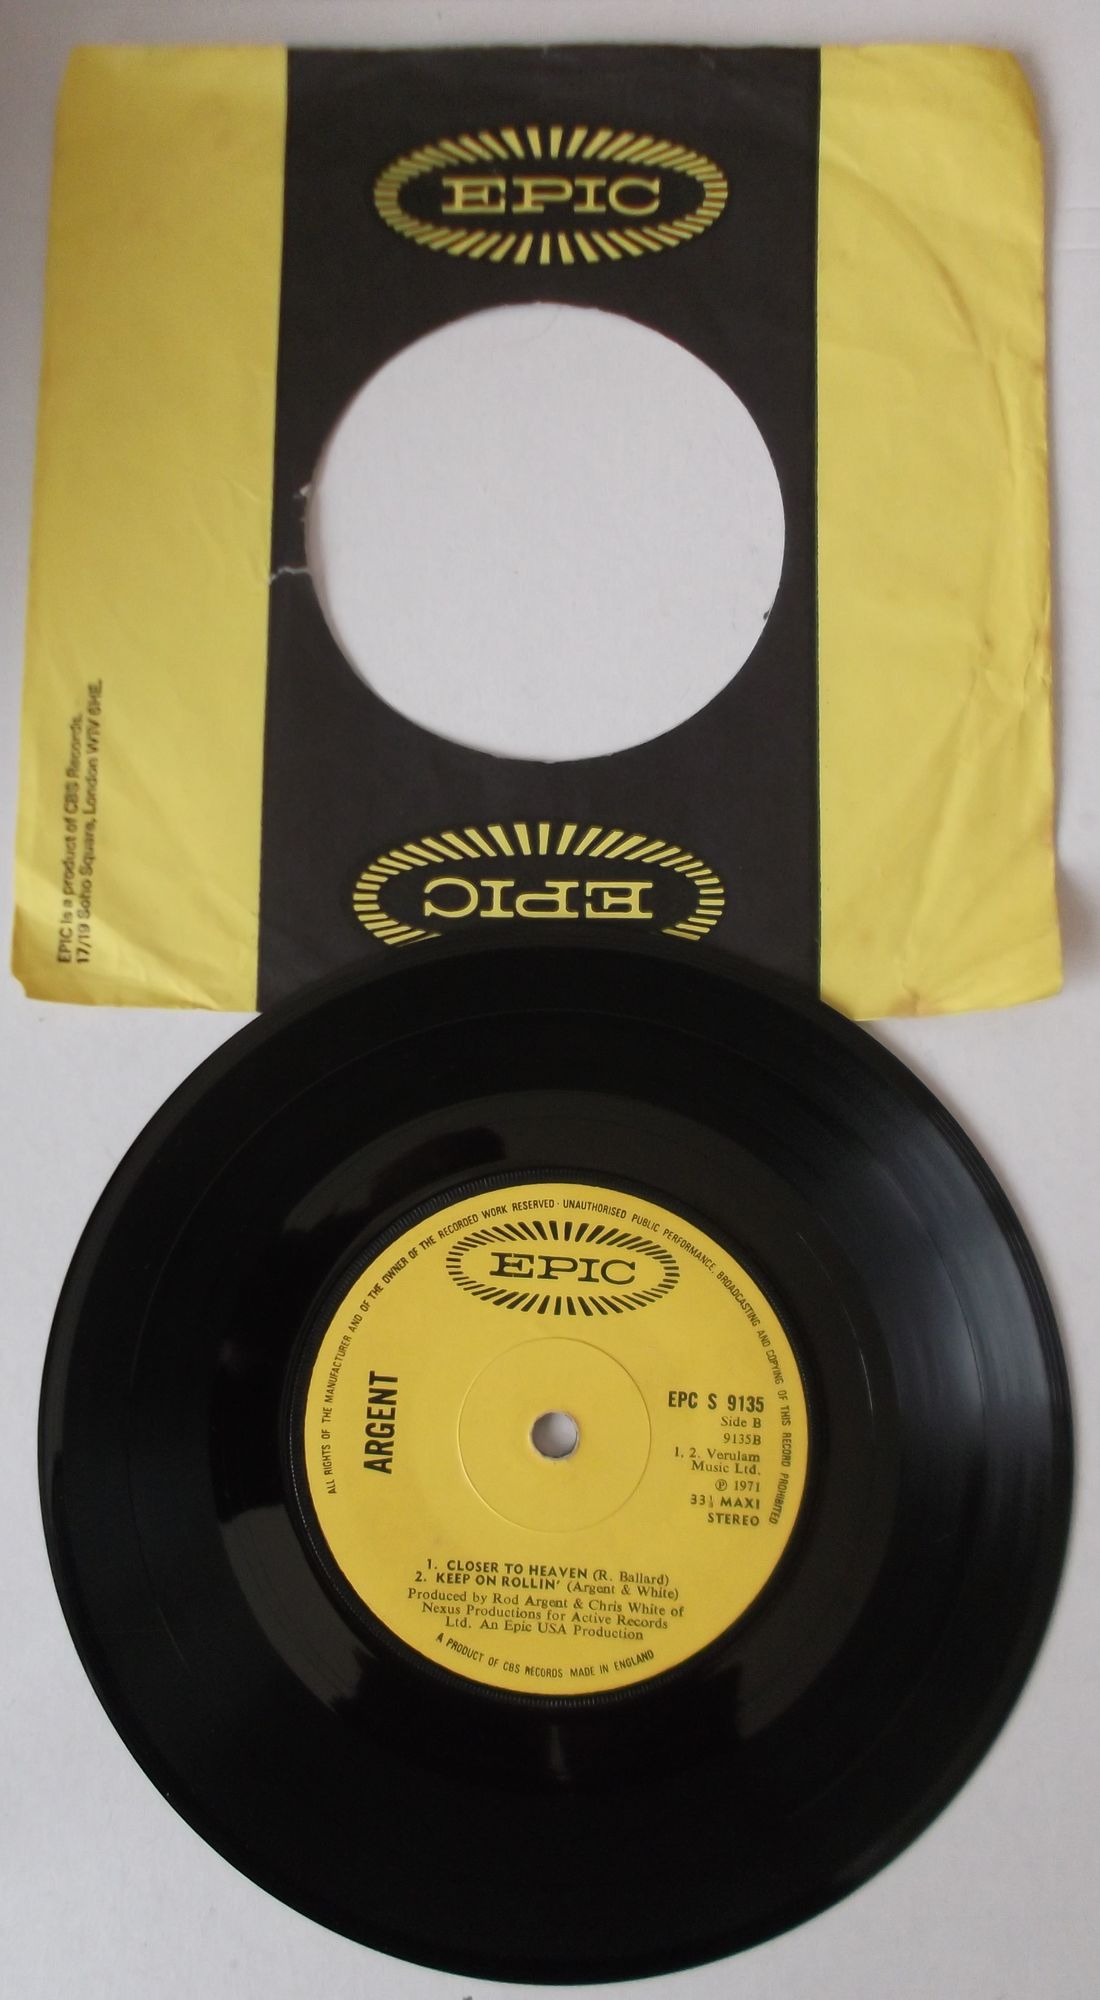 EPIC
EPIC is a product of CBS Records.
17/19 Soho Square, London W1V 6HE.
EPIC
ALL RIGHTS OF THE MANUFACTURER AND OF THE OWNER OF THE RECORDED WORK RESERVED · UNAUTHORISED PUBLIC PERFORMANCE, BROADCASTING AND COPYING OF THIS RECORD PROHIBITED
EPIC
ARGENT
EPC S 9135
Side B
9135B
1. 2. Verulam
Music Ltd.
℗ 1971
33⅓ MAXI
STEREO
1. CLOSER TO HEAVEN (R. Ballard)
2. KEEP ON ROLLIN' (Argent & White)
Produced by Rod Argent & Chris White of
Nexus Productions for Active Records
Ltd. An Epic USA Production
A PRODUCT OF CBS RECORDS MADE IN ENGLAND